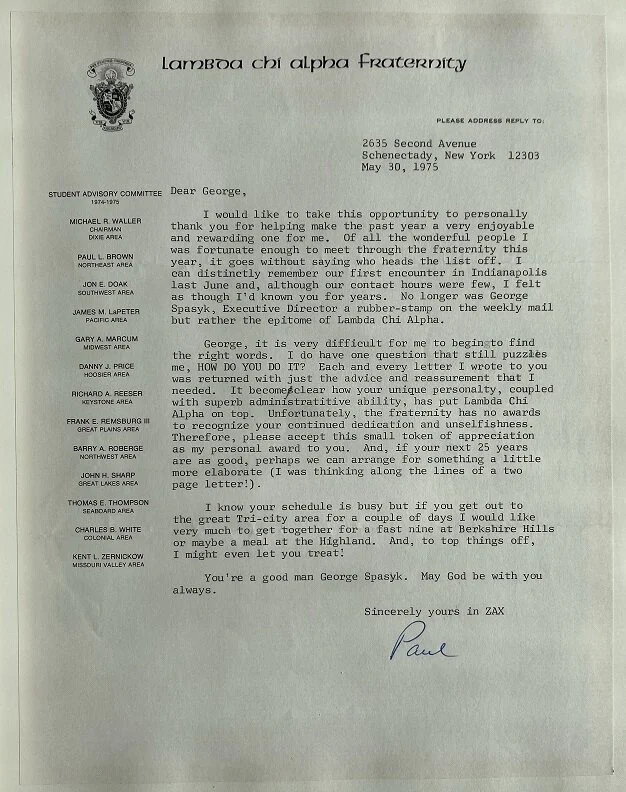 Lambda Chi Alpha Fraternity
PLEASE ADDRESS REPLY TO:
2635 Second Avenue
Schenectady, New York 12303
May 30, 1975
STUDENT ADVISORY COMMITTEE
1974-1975
MICHAEL R. WALLER
CHAIRMAN
DIXIE AREA
PAUL L. BROWN
NORTHEAST AREA
JON E. DOAK
SOUTHWEST AREA
JAMES M. LaPETER
PACIFIC AREA
GARY A. MARCUM
MIDWEST AREA
DANNY J. PRICE
HOOSIER AREA
RICHARD A. REESER
KEYSTONE AREA
FRANK E. REMSBURG III
GREAT PLAINS AREA
BARRY A. ROBERGE
NORTHWEST AREA
JOHN H. SHARP
GREAT LAKES AREA
THOMAS E. THOMPSON
SEABOARD AREA
CHARLES B. WHITE
COLONIAL AREA
KENT L. ZERNICKOW
MISSOURI VALLEY AREA
Dear George,
I would like to take this opportunity to personally
thank you for helping make the past year a very enjoyable
and rewarding one for me. Of all the wonderful people I
was fortunate enough to meet through the fraternity this
year, it goes without saying who heads the list off. I
can distinctly remember our first encounter in Indianapolis
last June and, although our contact hours were few, I felt
as though I'd known you for years. No longer was George
Spasyk, Executive Director a rubber-stamp on the weekly mail
but rather the epitome of Lambda Chi Alpha.
George, it is very difficult for me to begin to find
the right words. I do have one question that still puzzles
me, HOW DO YOU DO IT? Each and every letter I wrote to you
was returned with just the advice and reassurement that I
needed. It becomes clear how your unique personalty, coupled
with superb administratitive ability, has put Lambda Chi
Alpha on top. Unfortunately, the fraternity has no awards
to recognize your continued dedication and unselfishness.
Therefore, please accept this small token of appreciation
as my personal award to you. And, if your next 25 years
are as good, perhaps we can arrange for something a little
more elaborate (I was thinking along the lines of a two
page letter!).
I know your schedule is busy but if you get out to
the great Tri-city area for a couple of days I would like
very much to get together for a fast nine at Berkshire Hills
or maybe a meal at the Highland. And, to top things off,
I might even let you treat!
You're a good man George Spasyk. May God be with you
always.
Sincerely yours in ZAX
Paul